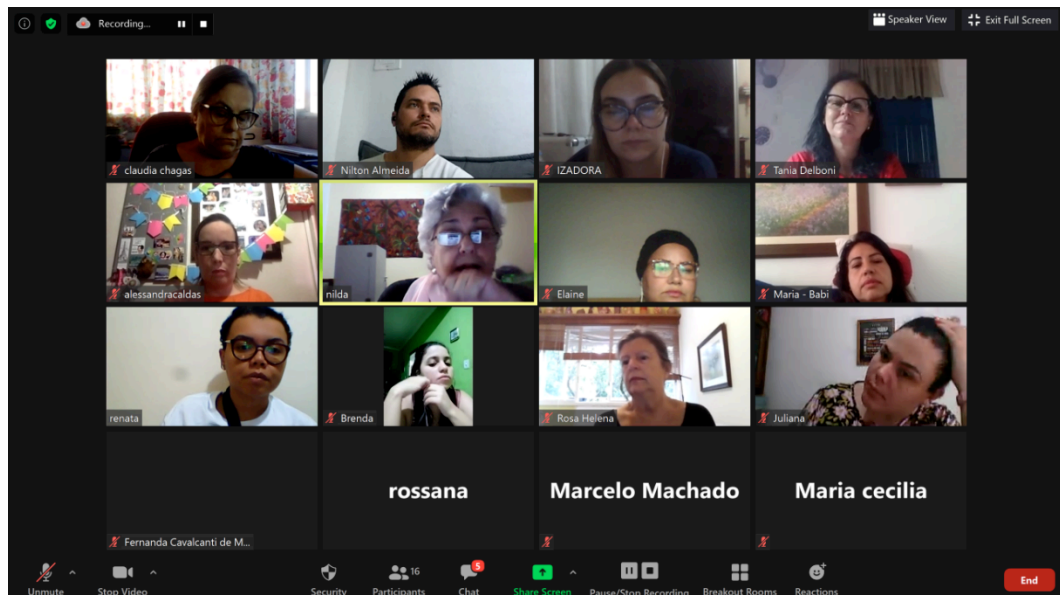 Recording...
Speaker View
Exit Full Screen
claudia chagas
Nilton Almeida
IZADORA
Tania Delboni
alessandracaldas
nilda
Elaine
Maria - Babi
renata
Brenda
Rosa Helena
Juliana
Fernanda Cavalcanti de M...
rossana
Marcelo Machado
Maria cecilia
Unmute
Stop Video
Security
Participants
16
Chat
5
Share Screen
Pause/Stop Recording
Breakout Rooms
Reactions
End